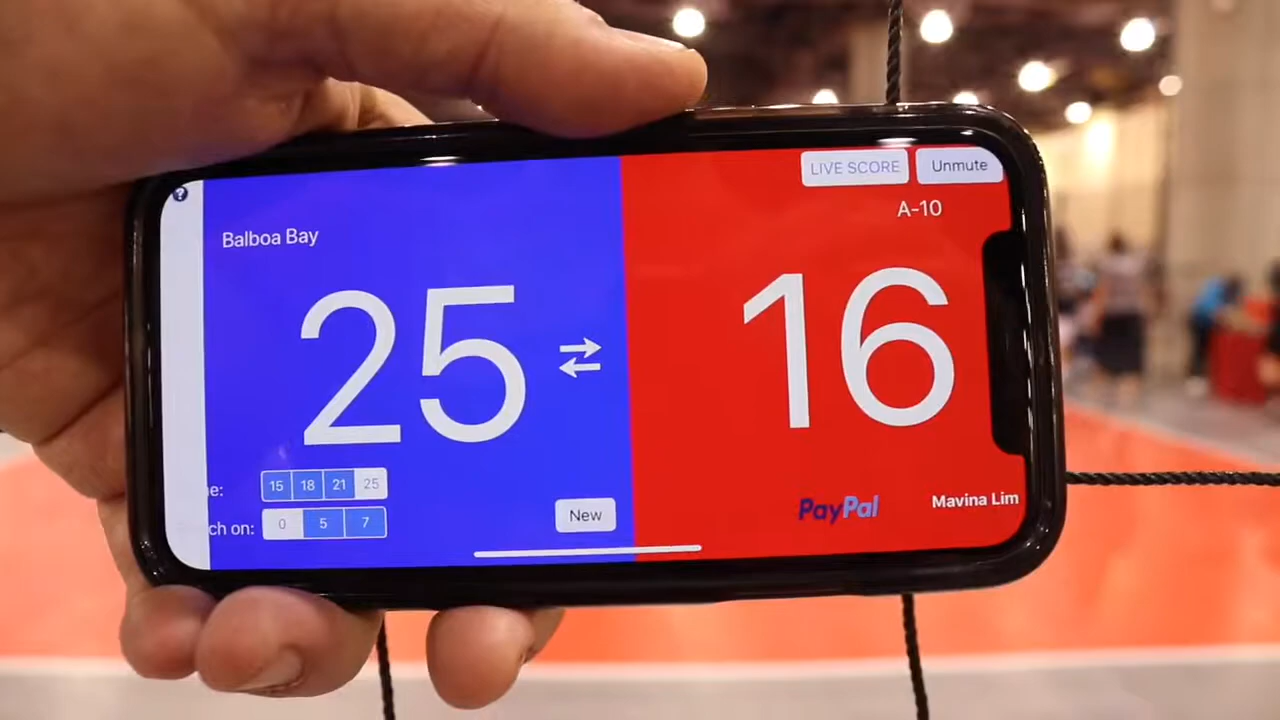 ?
LIVE SCORE Unmute
A-10
Balboa Bay
25 16
e: 15 18 21 25
ch on: 0 5 7
New
PayPal
Mavina Lim